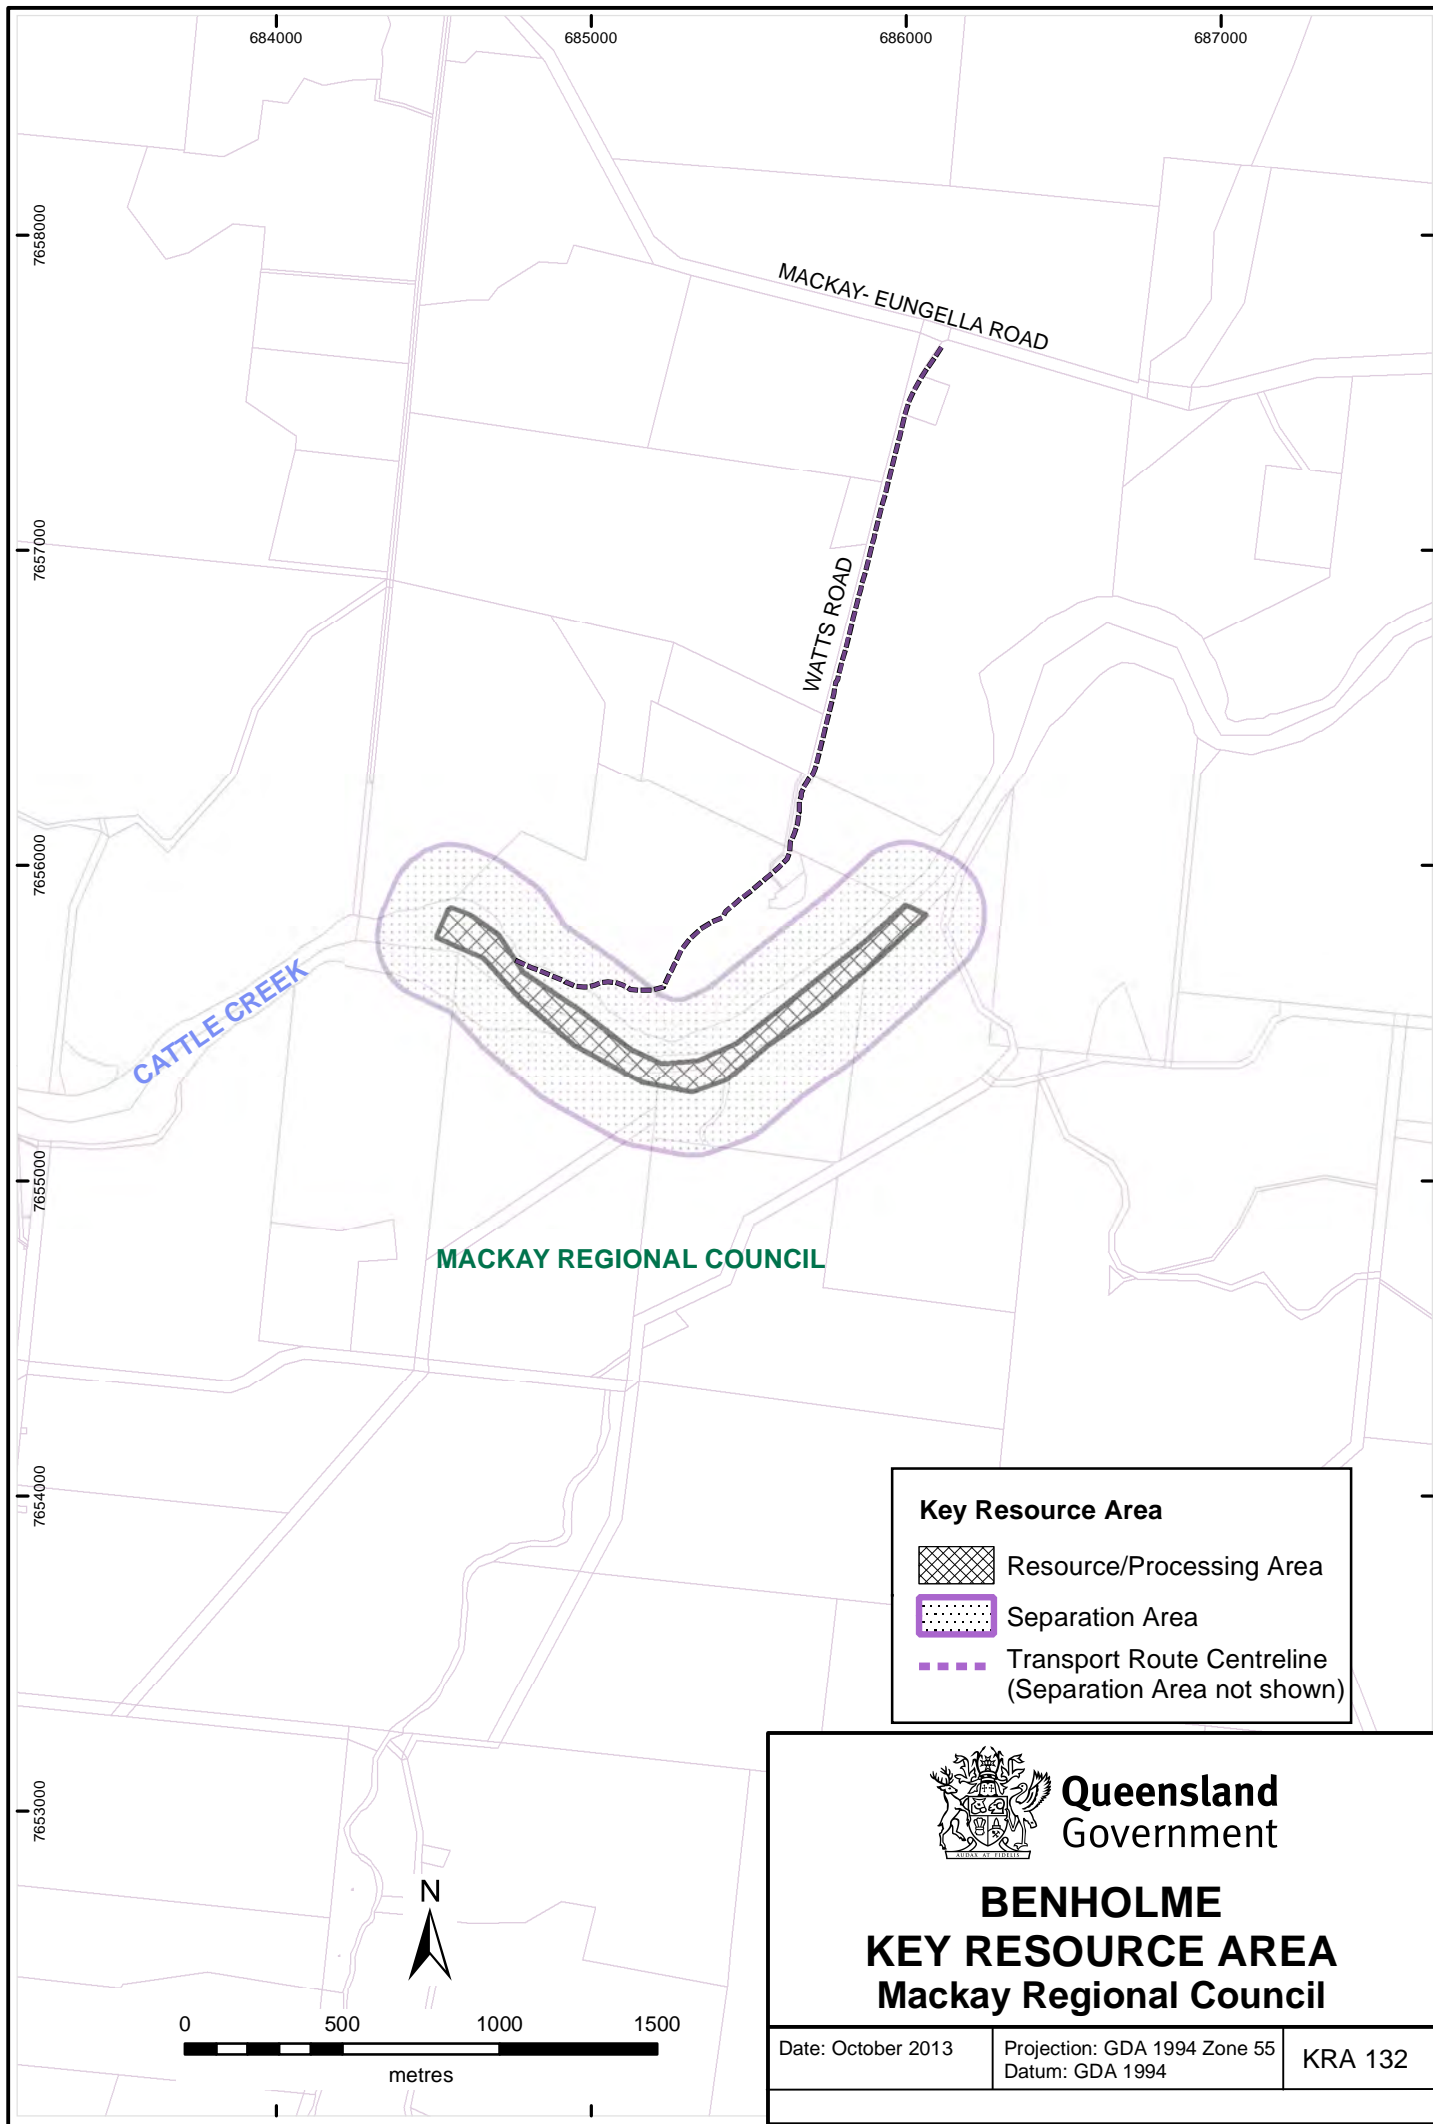 684000
685000
686000
687000
7658000
MACKAY- EUNGELLA ROAD
7657000
WATTS ROAD
7656000
CATTLE CREEK
7655000
MACKAY REGIONAL COUNCIL
7654000
Key Resource Area
Resource/Processing Area
Separation Area
Transport Route Centreline
(Separation Area not shown)
7653000
AUDAX AT FIDELIS
Queensland
Government
N
BENHOLME
KEY RESOURCE AREA
Mackay Regional Council
0 500 1000 1500
metres
Date: October 2013
Projection: GDA 1994 Zone 55
Datum: GDA 1994
KRA 132